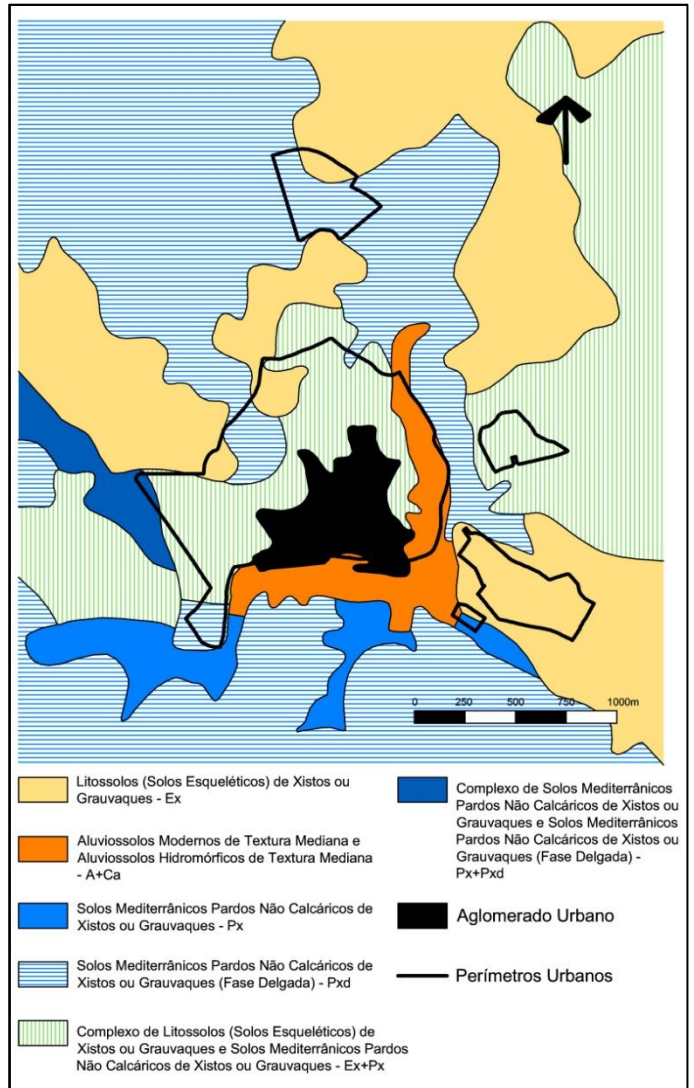 0 250 500 750 1000m
Litossolos (Solos Esqueléticos) de Xistos ou
Grauvaques - Ex
Aluviossolos Modernos de Textura Mediana e
Aluviossolos Hidromórficos de Textura Mediana
- A+Ca
Solos Mediterrânicos Pardos Não Calcáricos de
Xistos ou Grauvaques - Px
Solos Mediterrânicos Pardos Não Calcáricos de
Xistos ou Grauvaques (Fase Delgada) - Pxd
Complexo de Litossolos (Solos Esqueléticos) de
Xistos ou Grauvaques e Solos Mediterrânicos Pardos
Não Calcáricos de Xistos ou Grauvaques - Ex+Px
Complexo de Solos Mediterrânicos
Pardos Não Calcáricos de Xistos ou
Grauvaques e Solos Mediterrânicos
Pardos Não Calcáricos de Xistos ou
Grauvaques (Fase Delgada) -
Px+Pxd
Aglomerado Urbano
Perímetros Urbanos